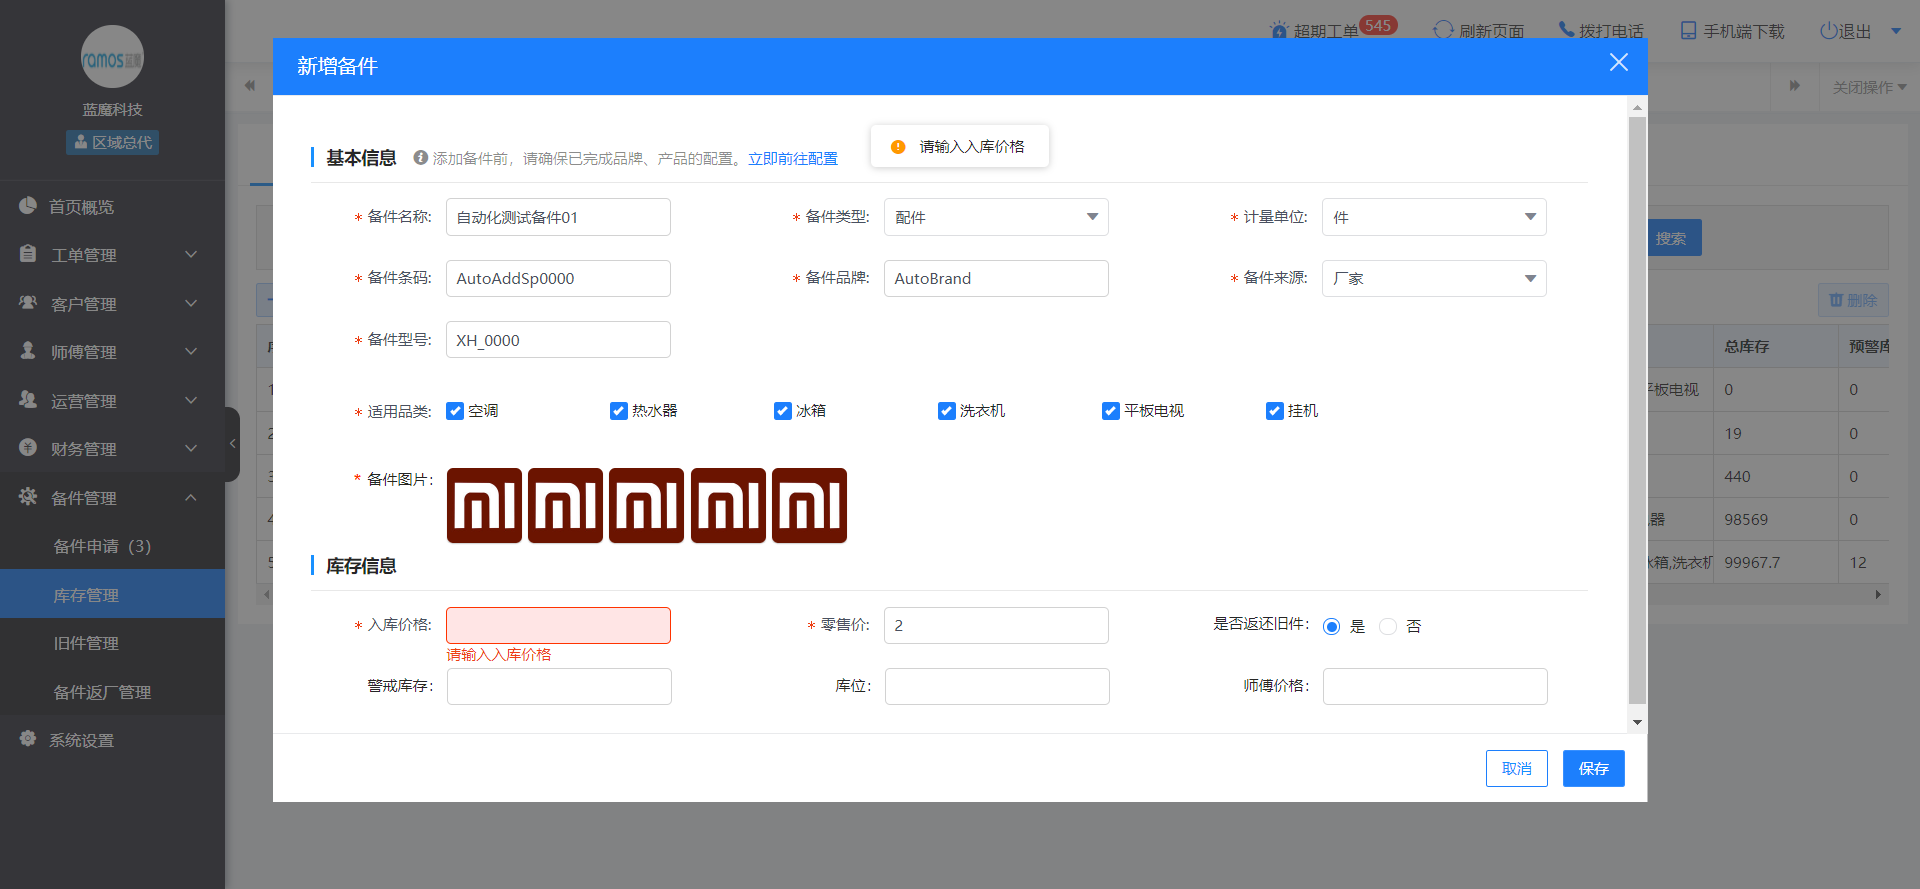 超期工单 545 刷新页面 拨打电话 手机端下载 退出
ramos蓝魔
蓝魔科技
区域总代
首页概览
工单管理
客户管理
师傅管理
运营管理
财务管理
备件管理
备件申请（3）
库存管理
旧件管理
备件返厂管理
系统设置
关闭操作
搜索
删除
总库存 预警库
平板电视 0 0
19 0
440 0
器 98569 0
冰箱,洗衣机 99967.7 12
新增备件
请输入入库价格
基本信息 添加备件前，请确保已完成品牌、产品的配置。立即前往配置
* 备件名称: 自动化测试备件01 * 备件类型: 配件 * 计量单位: 件
* 备件条码: AutoAddSp0000 * 备件品牌: AutoBrand * 备件来源: 厂家
* 备件型号: XH_0000
* 适用品类: 空调 热水器 冰箱 洗衣机 平板电视 挂机
* 备件图片:
库存信息
* 入库价格: * 零售价: 2 是否返还旧件: 是 否
请输入入库价格
警戒库存: 库位: 师傅价格:
取消 保存